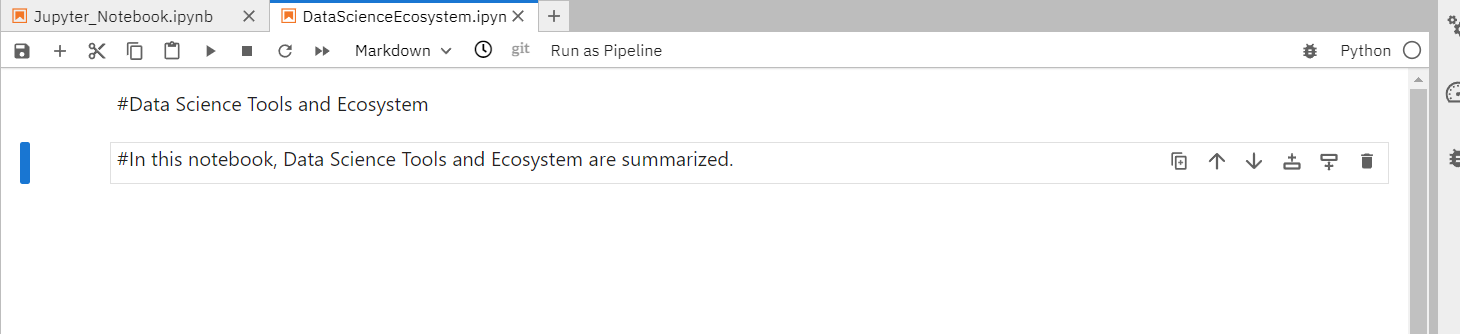 Jupyter_Notebook.ipynb
DataScienceEcosystem.ipyn
Markdown
git
Run as Pipeline
Python
#Data Science Tools and Ecosystem
#In this notebook, Data Science Tools and Ecosystem are summarized.